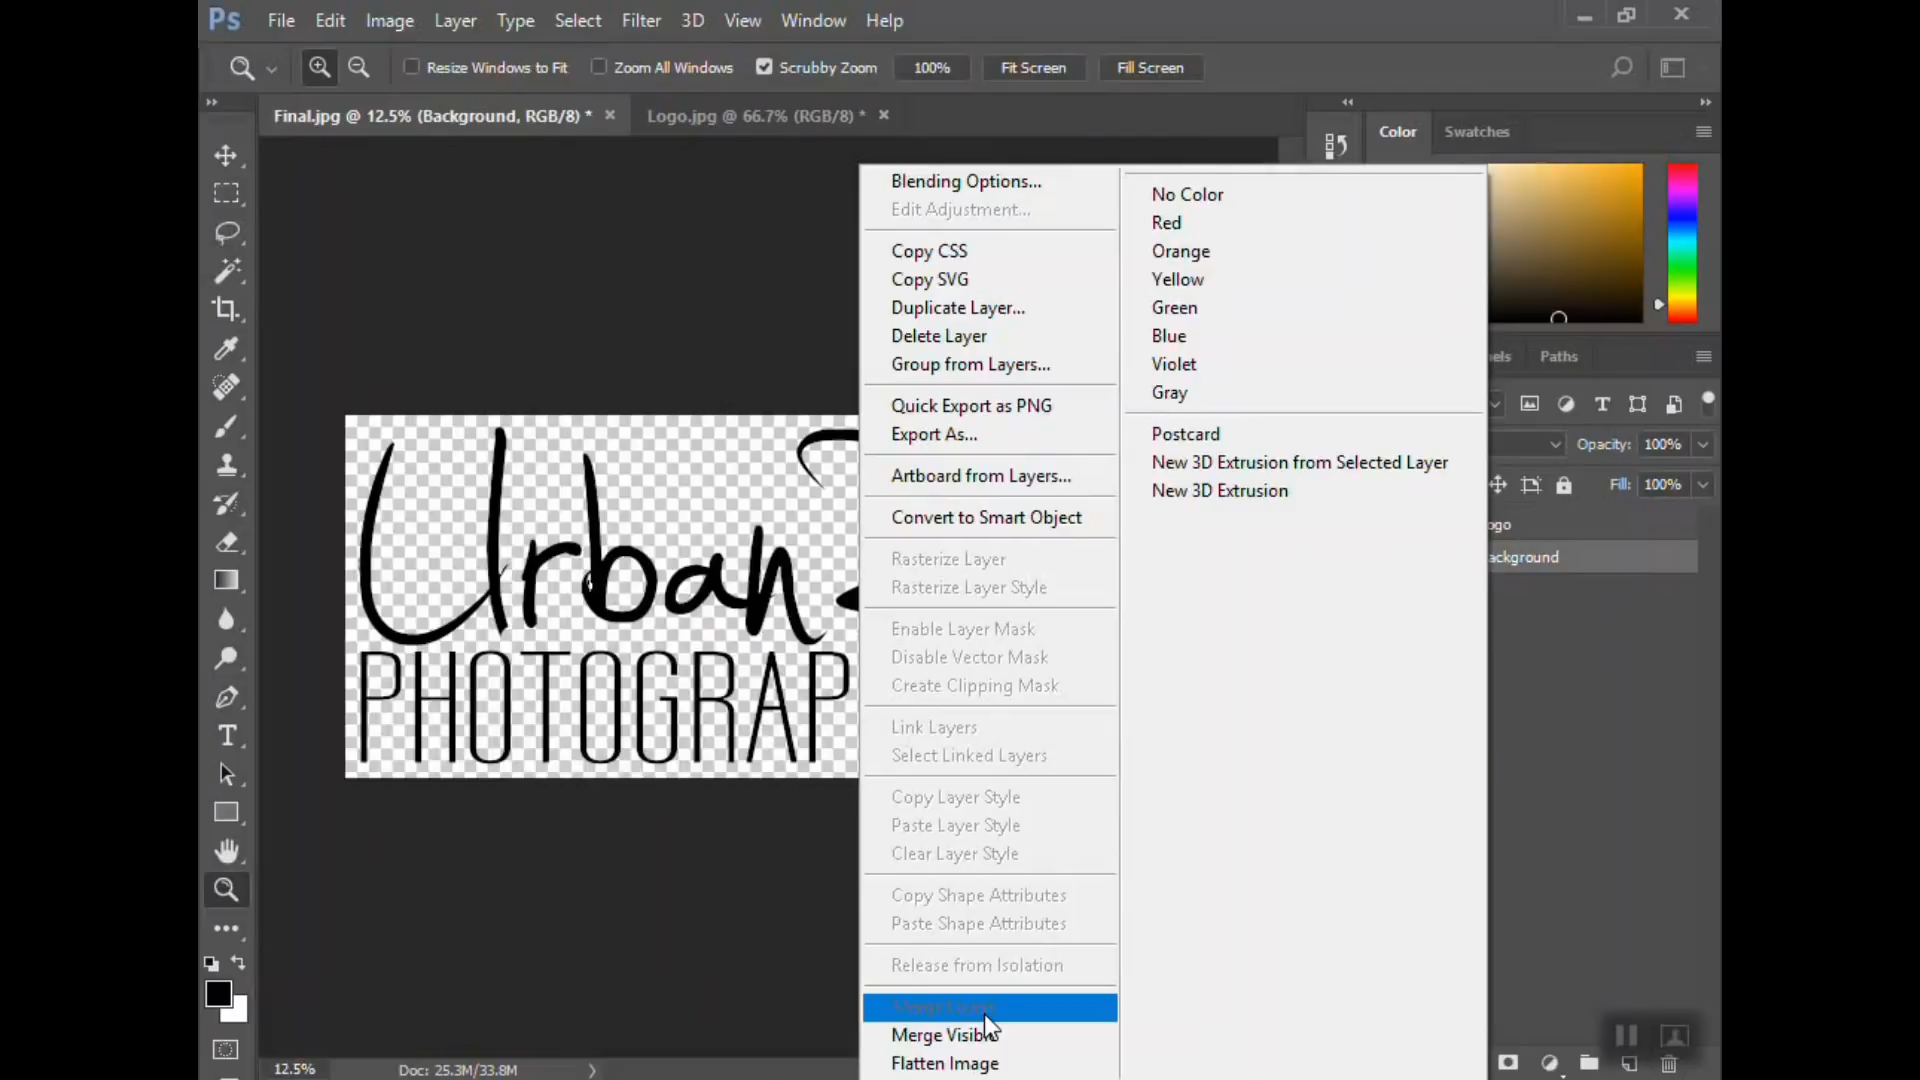 Ps File Edit Image Layer Type Select Filter 3D View Window Help
Resize Windows to Fit Zoom All Windows Scrubby Zoom 100% Fit Screen Fill Screen
Final.jpg @ 12.5% (Background, RGB/8) * × Logo.jpg @ 66.7% (RGB/8) * ×
Color Swatches
Blending Options...
Edit Adjustment...
Copy CSS
Copy SVG
Duplicate Layer...
Delete Layer
Group from Layers...
Quick Export as PNG
Export As...
Artboard from Layers...
Convert to Smart Object
Rasterize Layer
Rasterize Layer Style
Enable Layer Mask
Disable Vector Mask
Create Clipping Mask
Link Layers
Select Linked Layers
Copy Layer Style
Paste Layer Style
Clear Layer Style
Copy Shape Attributes
Paste Shape Attributes
Release from Isolation
Merge Layers
Merge Visible
Flatten Image
No Color
Red
Orange
Yellow
Green
Blue
Violet
Gray
Postcard
New 3D Extrusion from Selected Layer
New 3D Extrusion
nels Paths
Opacity: 100%
Fill: 100%
ogo
ackground
Urban
PHOTOGRAP
12.5% Doc: 25.3M/33.8M